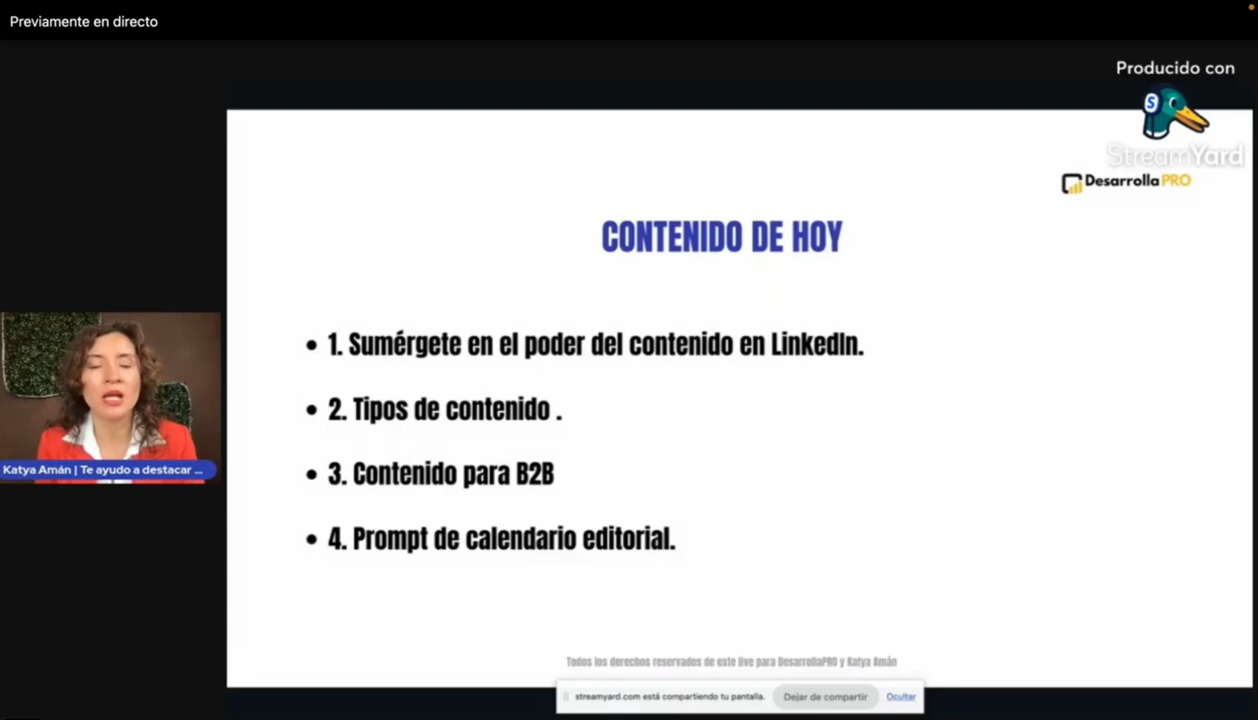 Previamente en directo
Producido con
S
StreamYard
Desarrolla PRO
CONTENIDO DE HOY
• 1. Sumérgete en el poder del contenido en LinkedIn.
• 2. Tipos de contenido .
• 3. Contenido para B2B
• 4. Prompt de calendario editorial.
Katya Amán | Te ayudo a destacar ...
Todos los derechos reservados de este live para DesarrollaPRO y Katya Amán
streamyard.com está compartiendo tu pantalla. Dejar de compartir Ocultar